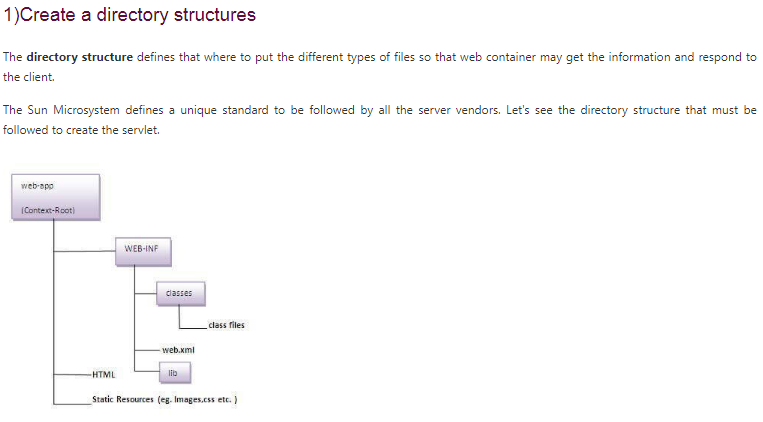 1)Create a directory structures
The directory structure defines that where to put the different types of files so that web container may get the information and respond to
the client.
The Sun Microsystem defines a unique standard to be followed by all the server vendors. Let's see the directory structure that must be
followed to create the servlet.
web-app
(Context-Root)
WEB-INF
classes
class files
web.xml
lib
HTML
Static Resources (eg. Images,css etc. )